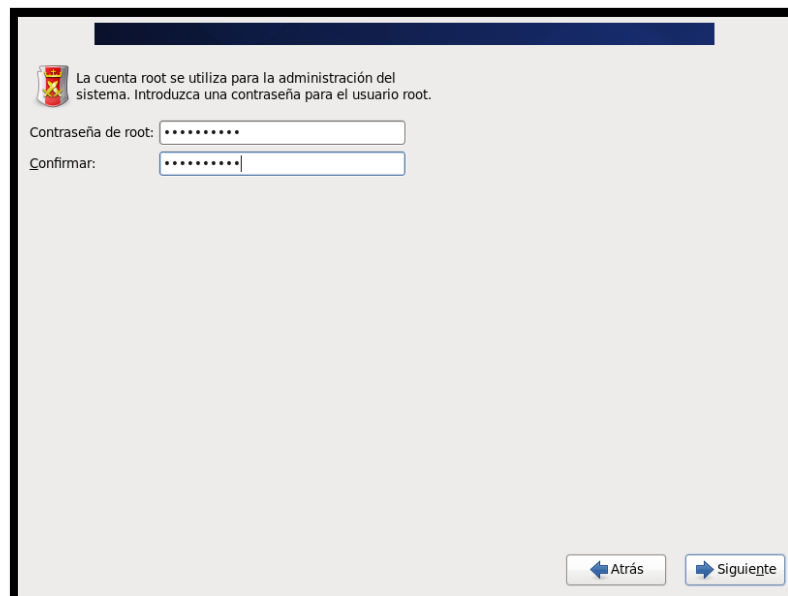 La cuenta root se utiliza para la administración del
sistema. Introduzca una contraseña para el usuario root.
Contraseña de root: ••••••••••
Confirmar: ••••••••••
Atrás Siguiente